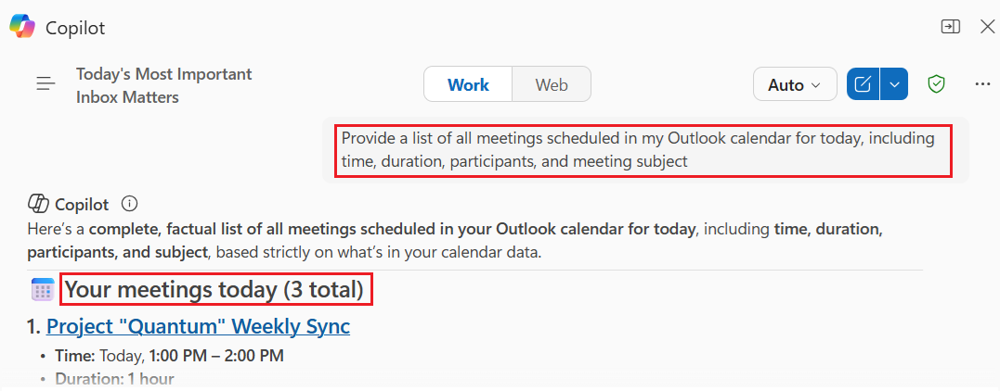 Copilot
Today's Most Important
Inbox Matters
Work
Web
Auto
Provide a list of all meetings scheduled in my Outlook calendar for today, including
time, duration, participants, and meeting subject
Copilot
Here’s a complete, factual list of all meetings scheduled in your Outlook calendar for today, including time, duration,
participants, and subject, based strictly on what’s in your calendar data.
Your meetings today (3 total)
1. Project "Quantum" Weekly Sync
• Time: Today, 1:00 PM – 2:00 PM
• Duration: 1 hour